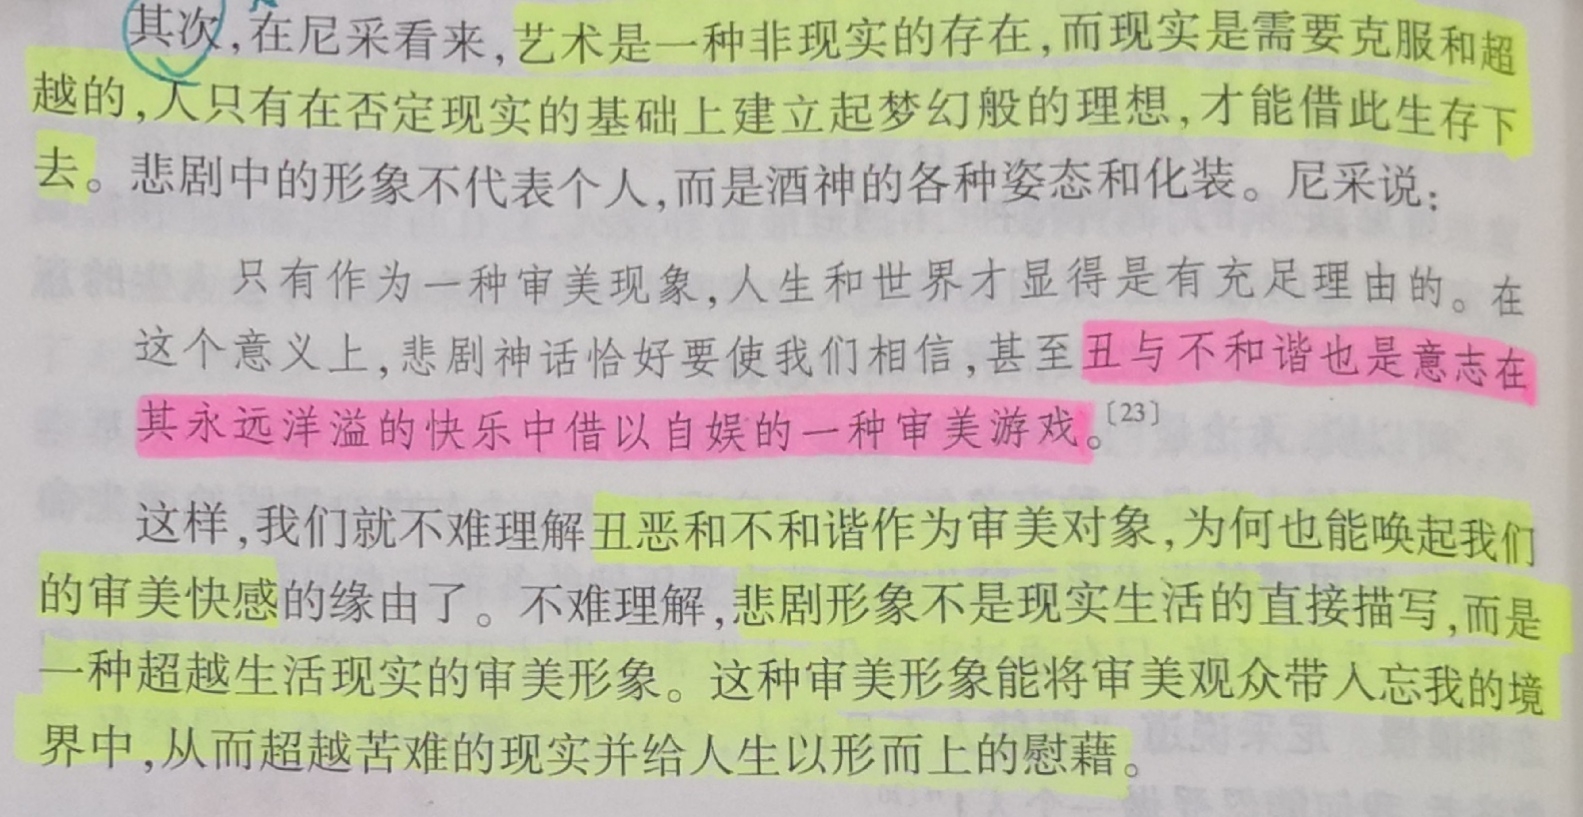 其次,在尼采看来,艺术是一种非现实的存在,而现实是需要克服和超
越的,人只有在否定现实的基础上建立起梦幻般的理想,才能借此生存下
去。悲剧中的形象不代表个人,而是酒神的各种姿态和化装。尼采说:
只有作为一种审美现象,人生和世界才显得是有充足理由的。在
这个意义上,悲剧神话恰好要使我们相信,甚至丑与不和谐也是意志在
其永远洋溢的快乐中借以自娱的一种审美游戏。〔23〕
这样,我们就不难理解丑恶和不和谐作为审美对象,为何也能唤起我们
的审美快感的缘由了。不难理解,悲剧形象不是现实生活的直接描写,而是
一种超越生活现实的审美形象。这种审美形象能将审美观众带入忘我的境
界中,从而超越苦难的现实并给人生以形而上的慰藉。